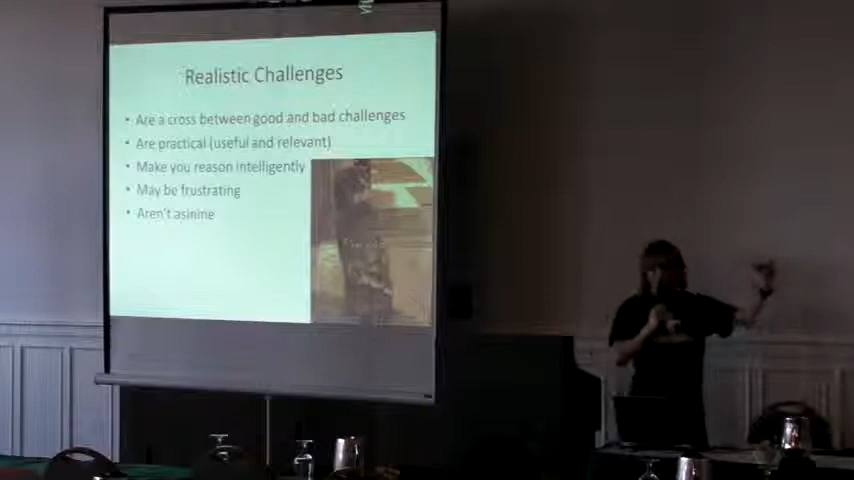 Realistic Challenges
• Are a cross between good and bad challenges
• Are practical (useful and relevant)
• Make you reason intelligently
• May be frustrating
• Aren't asinine